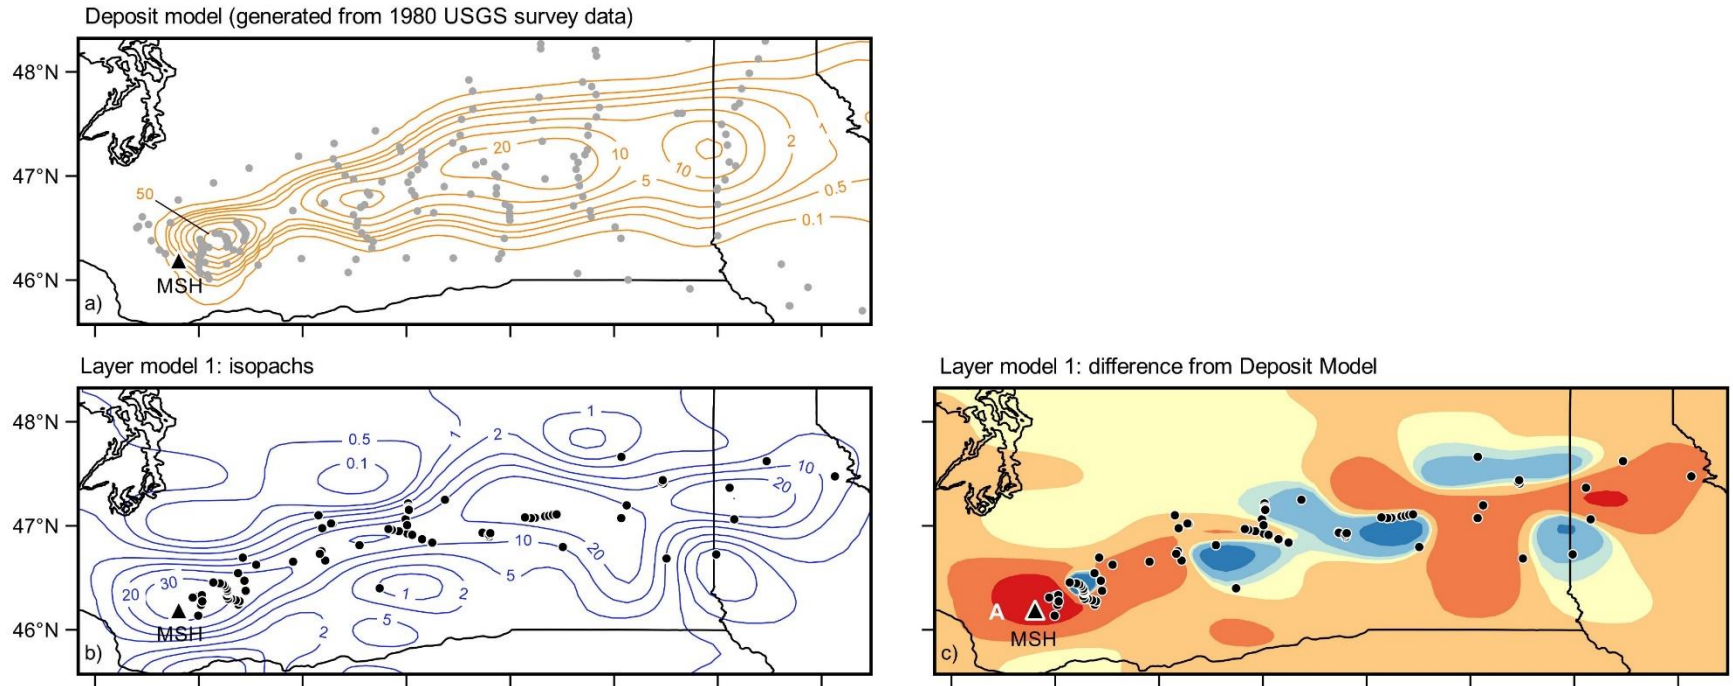 Deposit model (generated from 1980 USGS survey data)
48°N
47°N
46°N
50
20
10
10
5
2
1
0.5
0.1
MSH
a)
Layer model 1: isopachs
48°N
47°N
46°N
0.5
0.1
1
2
1
10
20
30
20
10
20
5
1
2
5
2
MSH
b)
Layer model 1: difference from Deposit Model
A
MSH
c)